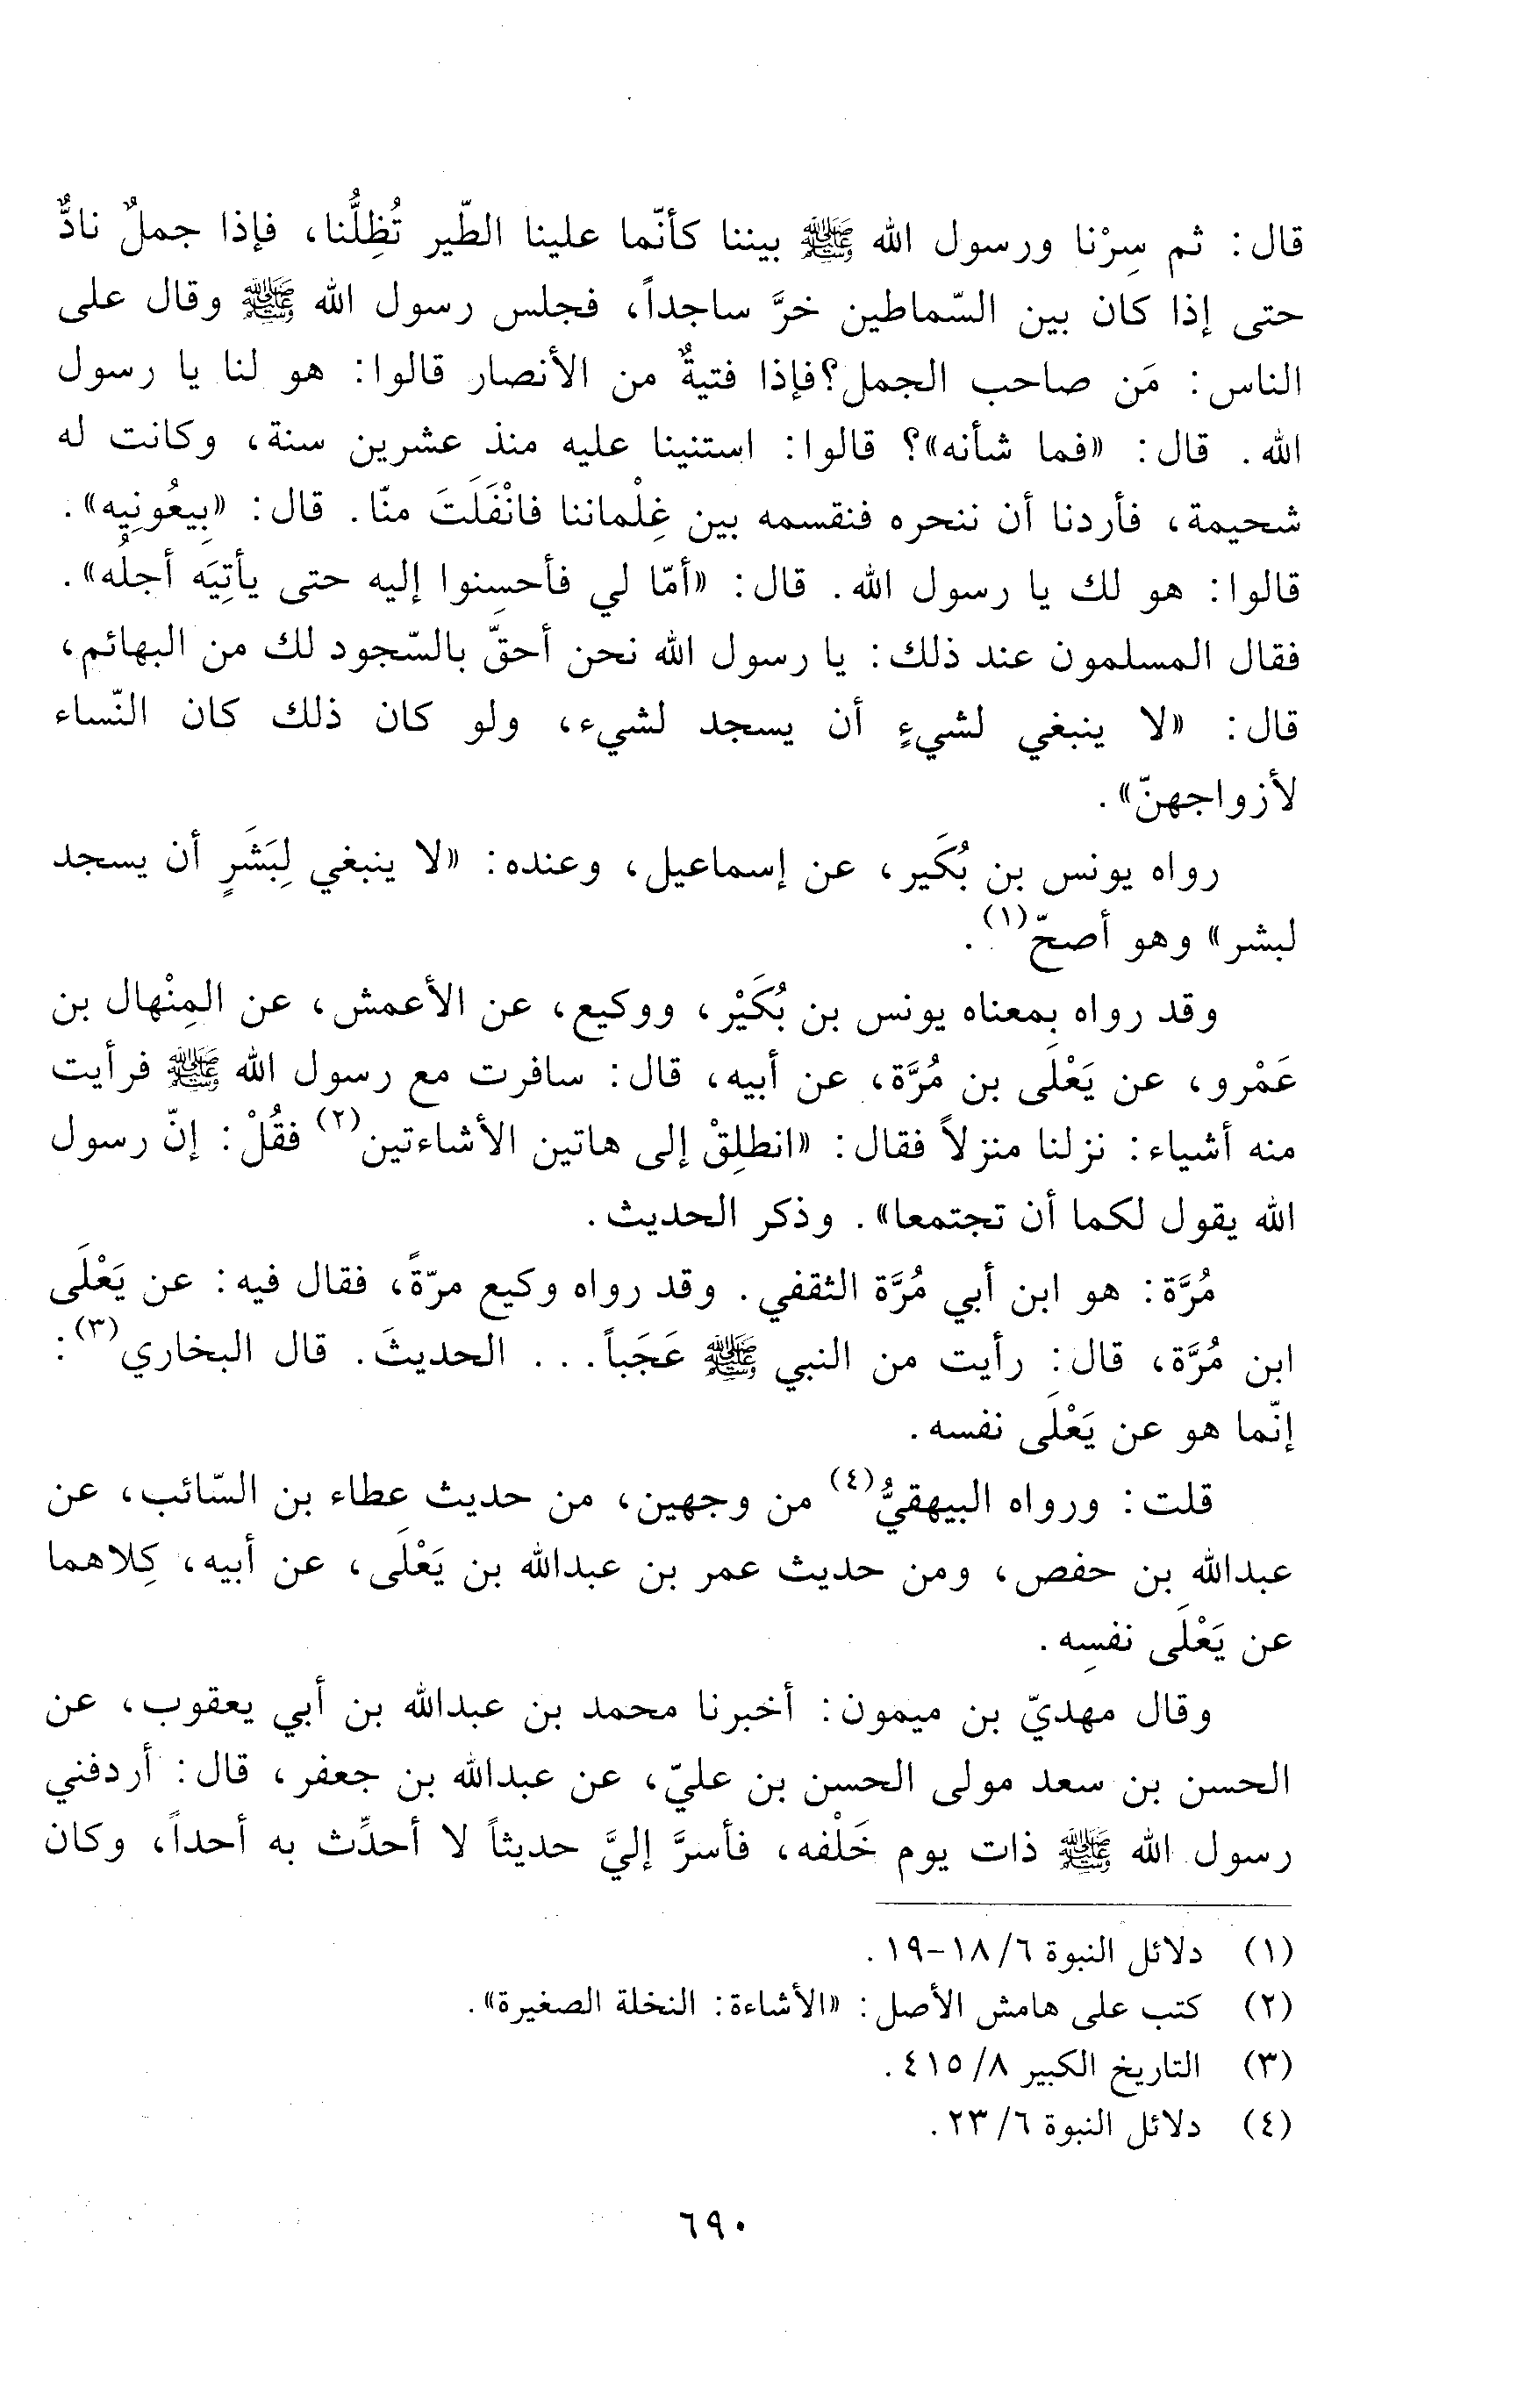 قال: ثم سِرْنا ورسول الله ﷺ بيننا كأنّما علينا الطّير تُظِلُّنا، فإذا جملٌ نادٌّ
حتى إذا كان بين السّماطين خرَّ ساجداً، فجلس رسول الله ﷺ وقال على
الناس: مَن صاحب الجمل؟فإذا فتيةٌ من الأنصار قالوا: هو لنا يا رسول
الله. قال: «فما شأنه»؟ قالوا: استنينا عليه منذ عشرين سنة، وكانت له
شحيمة، فأردنا أن ننحره فنقسمه بين غِلْماننا فانْفَلَتَ منّا. قال: «بِيعُونِيه».
قالوا: هو لك يا رسول الله. قال: «أمّا لي فأحسِنوا إليه حتى يأتِيَه أجلُه».
فقال المسلمون عند ذلك: يا رسول الله نحن أحقّ بالسّجود لك من البهائم،
قال: «لا ينبغي لشيءٍ أن يسجد لشيء، ولو كان ذلك كان النّساء
لأزواجهنّ».
رواه يونس بن بُكَير، عن إسماعيل، وعنده: «لا ينبغي لِبَشَرٍ أن يسجد
لبشر» وهو أصحّ(١).
وقد رواه بمعناه يونس بن بُكَيْر، ووكيع، عن الأعمش، عن المِنْهال بن
عَمْرو، عن يَعْلَى بن مُرَّة، عن أبيه، قال: سافرت مع رسول الله ﷺ فرأيت
منه أشياء: نزلنا منزلاً فقال: «انطلِقْ إلى هاتين الأشاءتين(٢) فقُلْ: إنّ رسول
الله يقول لكما أن تجتمعا». وذكر الحديث.
مُرَّة: هو ابن أبي مُرَّة الثقفي. وقد رواه وكيع مرّةً، فقال فيه: عن يَعْلَى
ابن مُرَّة، قال: رأيت من النبي ﷺ عَجَباً... الحديثَ. قال البخاري(٣):
إنّما هو عن يَعْلَى نفسه.
قلت: ورواه البيهقيُّ(٤) من وجهين، من حديث عطاء بن السّائب، عن
عبدالله بن حفص، ومن حديث عمر بن عبدالله بن يَعْلَى، عن أبيه، كِلاهما
عن يَعْلَى نفسِه.
وقال مهديّ بن ميمون: أخبرنا محمد بن عبدالله بن أبي يعقوب، عن
الحسن بن سعد مولى الحسن بن عليّ، عن عبدالله بن جعفر، قال: أردفني
رسول الله ﷺ ذات يوم خَلْفه، فأسرَّ إليَّ حديثاً لا أحدِّث به أحداً، وكان
(١) دلائل النبوة ٦/ ١٨-١٩.
(٢) كتب على هامش الأصل: «الأشاءة: النخلة الصغيرة».
(٣) التاريخ الكبير ٨/ ٤١٥.
(٤) دلائل النبوة ٦/ ٢٣.
٦٩٠